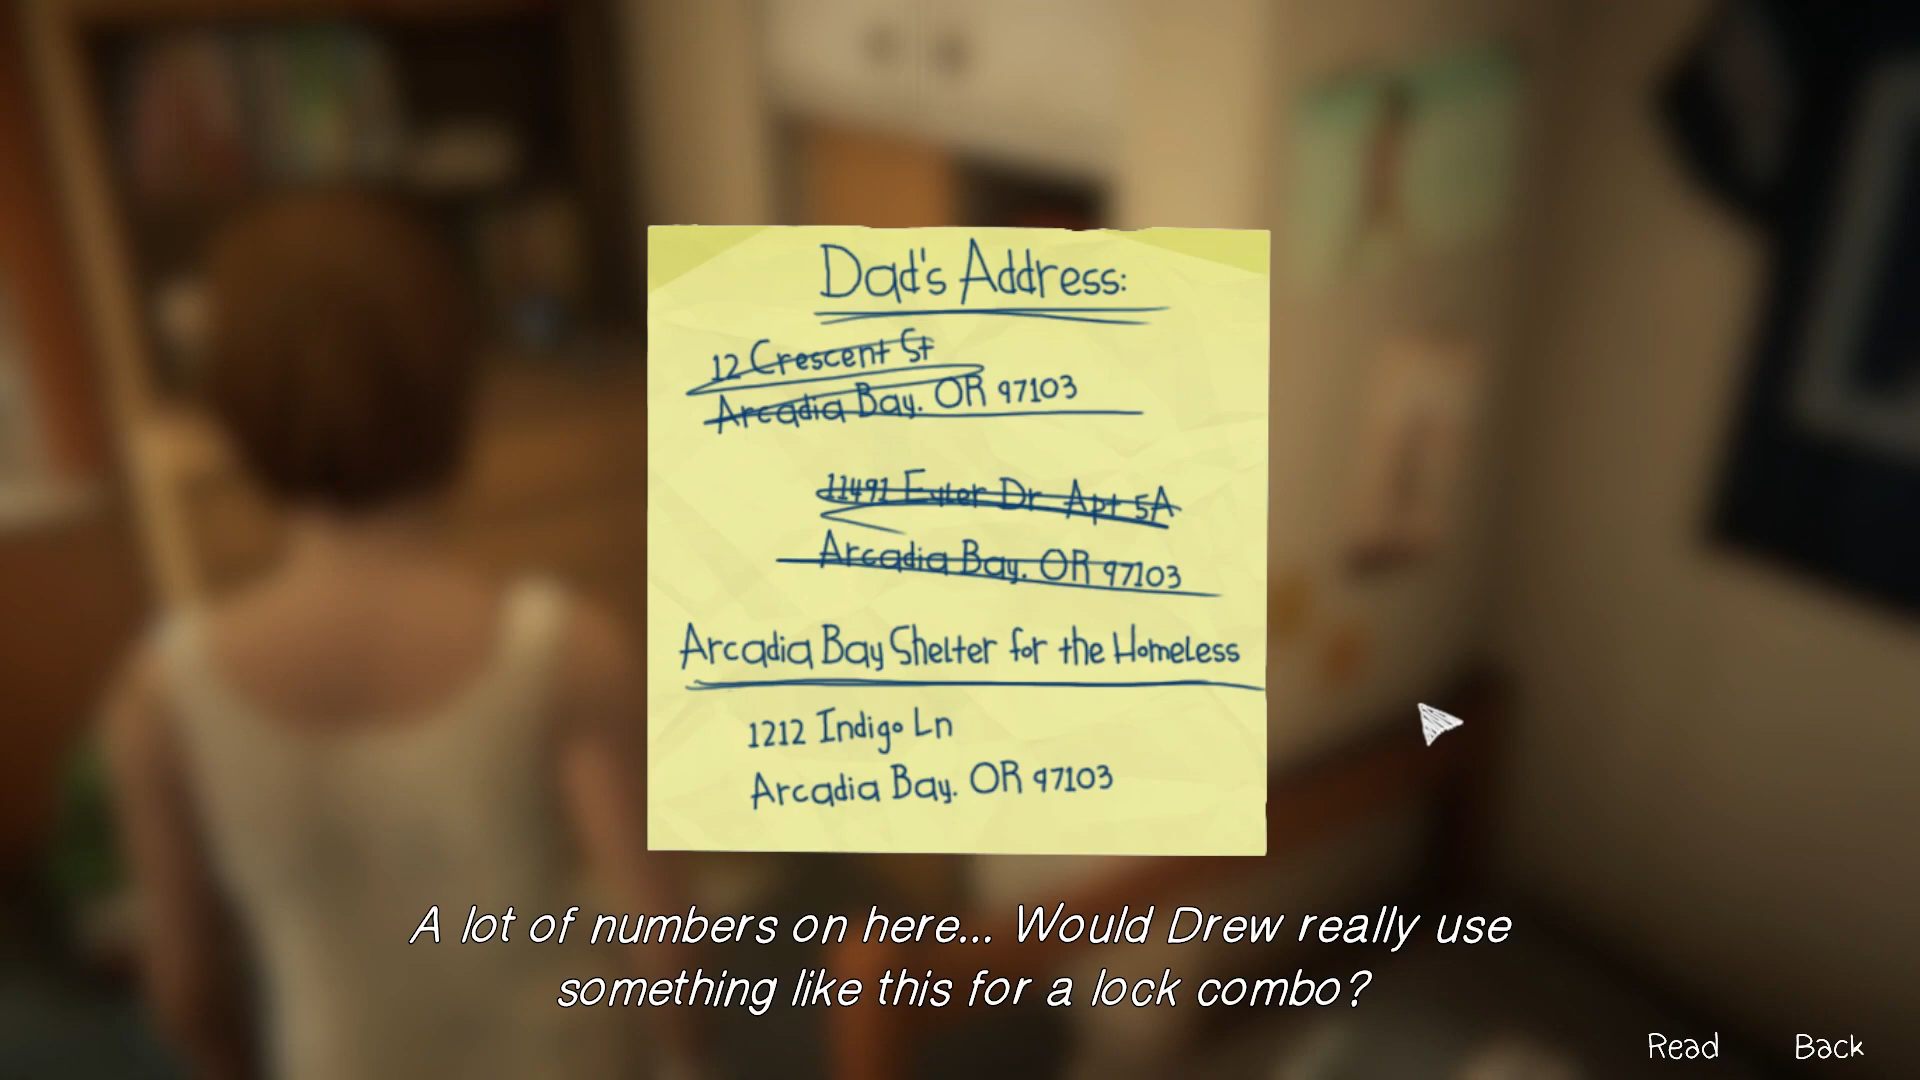 Dad's Address:
12 Crescent St
Arcadia Bay. OR 97103
11491 Euler Dr. Apt 5A
Arcadia Bay. OR 97103
Arcadia Bay Shelter for the Homeless
1212 Indigo Ln
Arcadia Bay. OR 97103
A lot of numbers on here... Would Drew really use
something like this for a lock combo?
Read Back